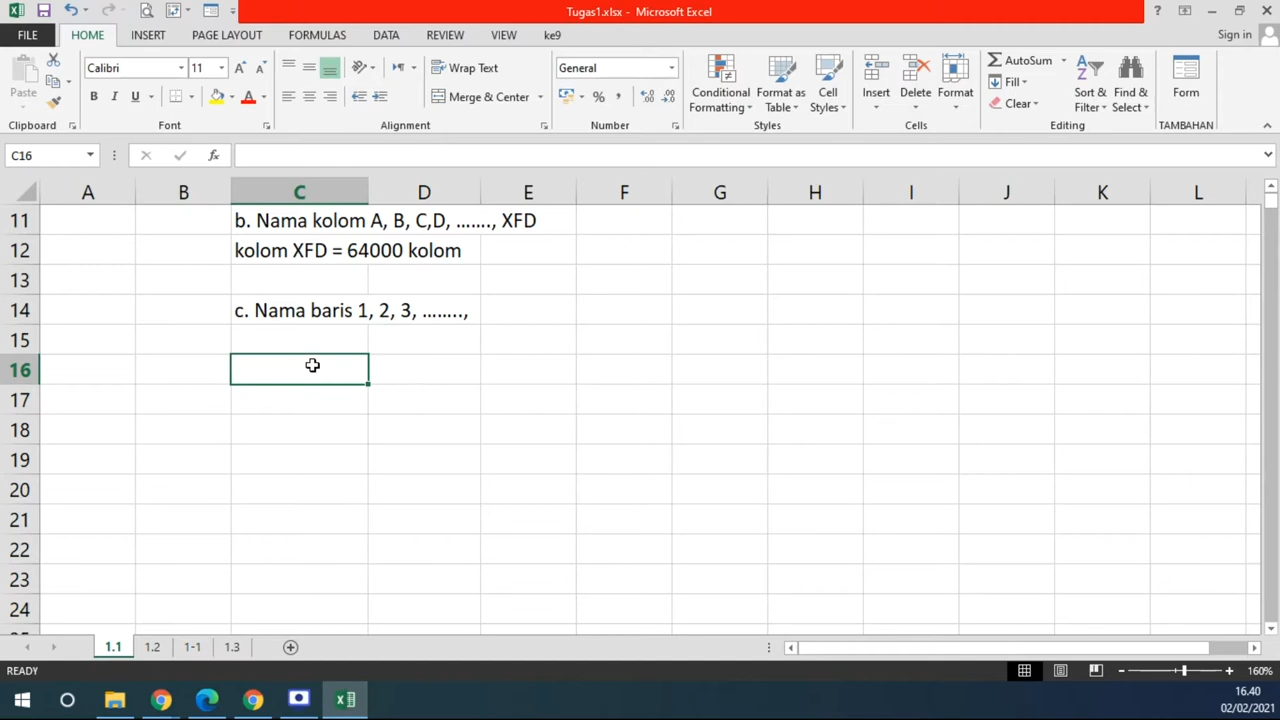 Tugas1.xlsx - Microsoft Excel
?
FILE HOME INSERT PAGE LAYOUT FORMULAS DATA REVIEW VIEW ke9 Sign in
Paste
Calibri 11 A A
B I U A
Wrap Text
Merge & Center
General
% ,
Conditional Formatting
Format as Table
Cell Styles
Insert
Delete
Format
AutoSum
Fill
Clear
Sort & Filter
Find & Select
Form
Clipboard Font Alignment Number Styles Cells Editing TAMBAHAN
C16 fx
A B C D E F G H I J K L
11 b. Nama kolom A, B, C,D, ......., XFD
12 kolom XFD = 64000 kolom
13
14 c. Nama baris 1, 2, 3, ........,
15
16
17
18
19
20
21
22
23
24
1.1 1.2 1-1 1.3
READY 160%
16.40
02/02/2021